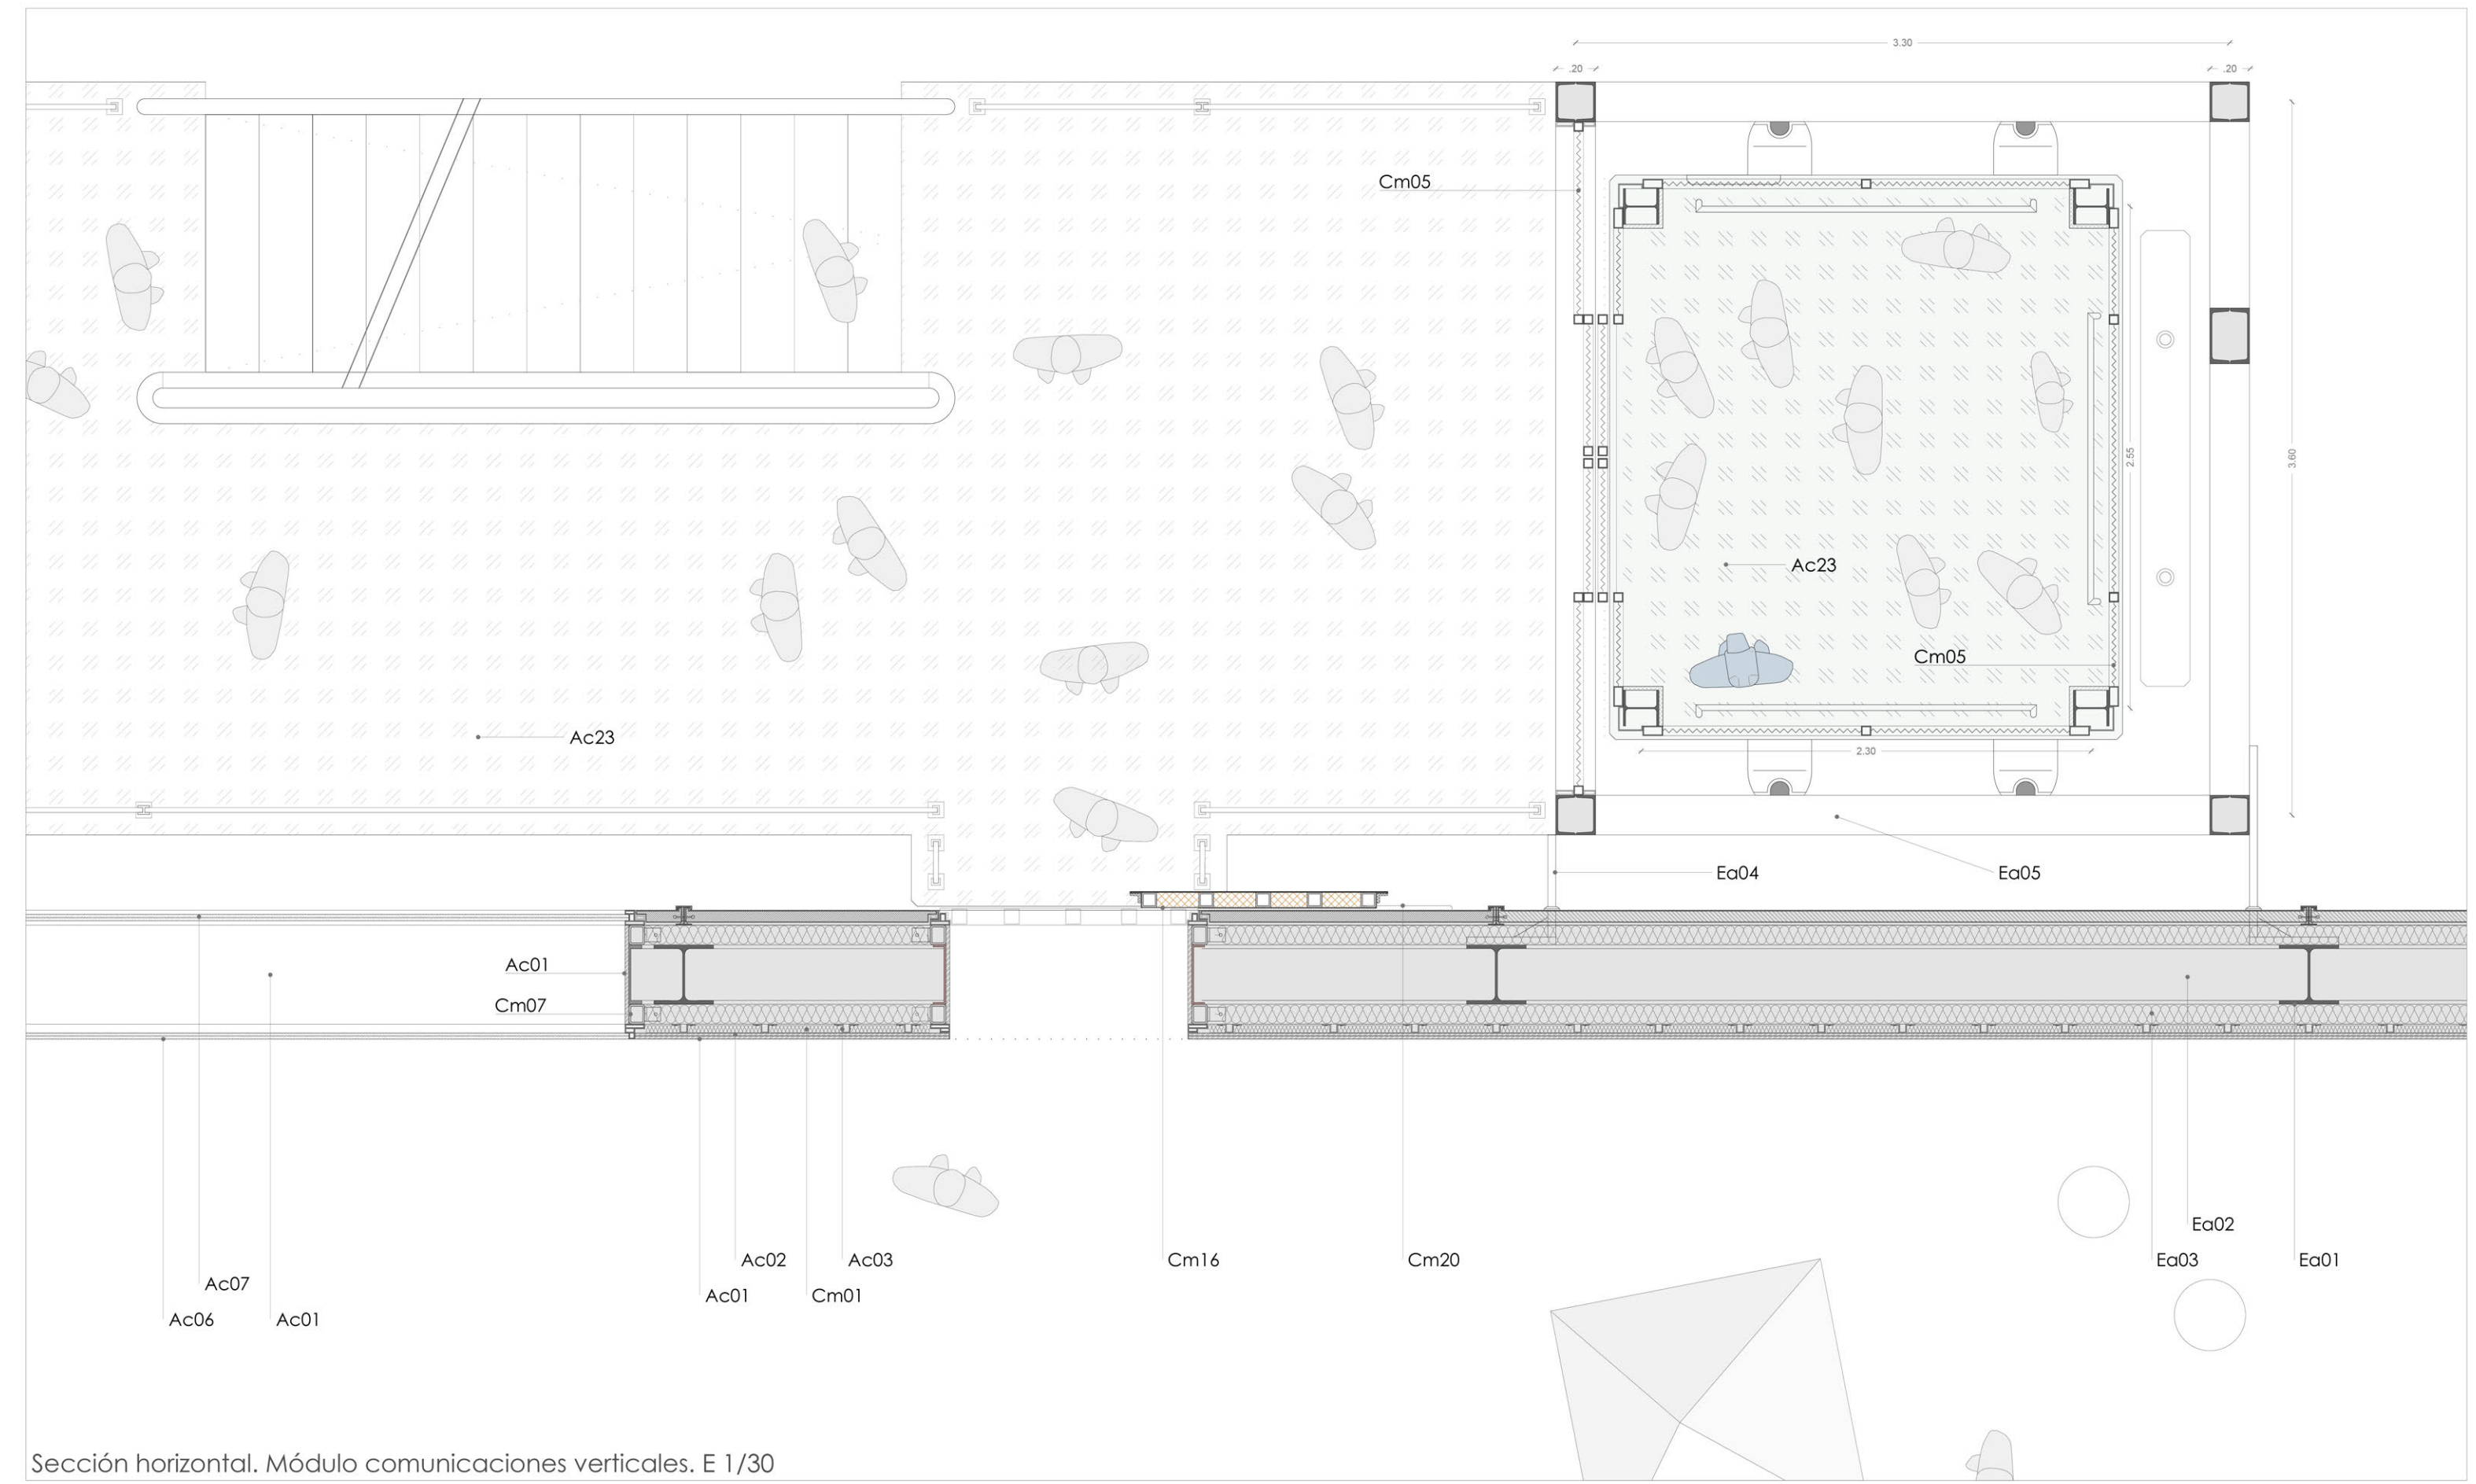 3.30
.20
.20
Cm05
3.60
2.55
Ac23
Cm05
Ac23
2.30
Ea04
Ea05
Ac01
Cm07
Ea02
Ac02
Ac03
Cm16
Cm20
Ea03
Ea01
Ac07
Ac01
Cm01
Ac06
Ac01
Sección horizontal. Módulo comunicaciones verticales. E 1/30